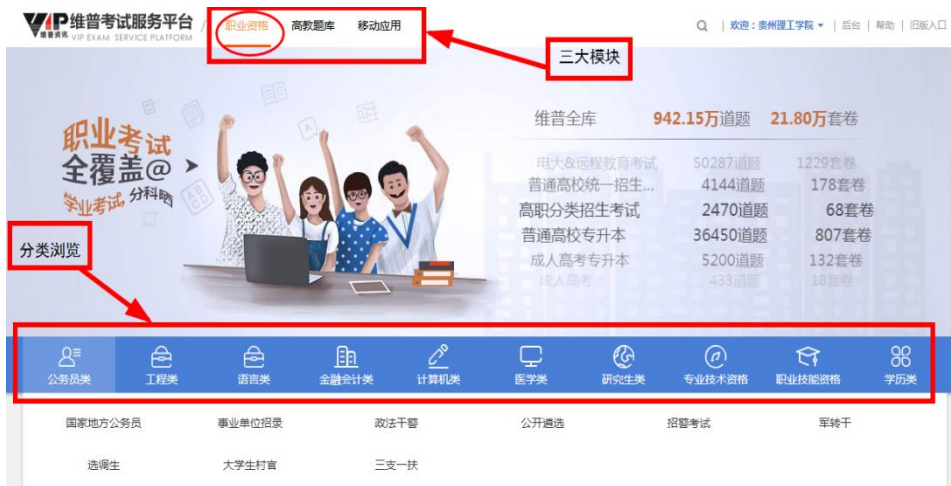 维普考试服务平台 / 职业资格 高教题库 移动应用 | 欢迎：贵州理工学院 | 后台 | 帮助 | 旧版入口
维普资讯 VIP EXAM SERVICE PLATFORM
三大模块
维普全库 942.15万道题 21.80万套卷
职业考试
全覆盖@
学业考试 分科晒
电大&远程教育考试 50287道题 1229套卷
普通高校统一招生... 4144道题 178套卷
高职分类招生考试 2470道题 68套卷
普通高校专升本 36450道题 807套卷
成人高考专升本 5200道题 132套卷
成人高考 433道题 18套卷
分类浏览
公务员类 工程类 语言类 金融会计类 计算机类 医学类 研究生类 专业技术资格 职业技能资格 学历类
国家地方公务员 事业单位招录 政法干警 公开遴选 招警考试 军转干
选调生 大学生村官 三支一扶